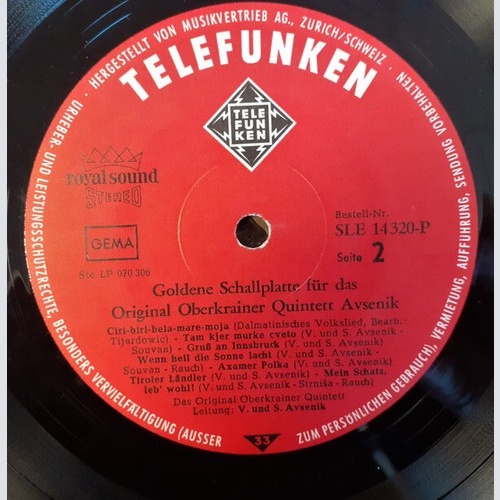 URHEBER- UND LEISTUNGSSCHUTZRECHTE, BESONDERS VERVIELFÄLTIGUNG (AUSSER ZUM PERSÖNLICHEN GEBRAUCH), VERMIETUNG, AUFFÜHRUNG, SENDUNG VORBEHALTEN
· HERGESTELLT VON MUSIKVERTRIEB AG., ZURICH/SCHWEIZ ·
TELEFUNKEN
TELE
FUN
KEN
royal sound
STEREO
GEMA
Ste LP 070 306
Bestell-Nr.
SLE 14 320-P
Seite 2
Goldene Schallplatte für das
Original Oberkrainer Quintett Avsenik
Ciri-biri-bela-mare-moja (Dalmatinisches Volkslied, Bearb.
Tijardowic) - Tam kjer murke cveto (V. und S. Avsenik -
Souvan) - Gruß an Innsbruck (V. und S. Avsenik)
Wenn hell die Sonne lacht (V. und S. Avsenik -
Souvan - Rauch) - Axamer Polka (V. und S. Avsenik)
Tiroler Ländler (V. und S. Avsenik) - Mein Schatz,
leb' wohl! (V. und S. Avsenik - Strniša - Rauch)
Das Original Oberkrainer Quintett
Leitung: V. und S. Avsenik
33